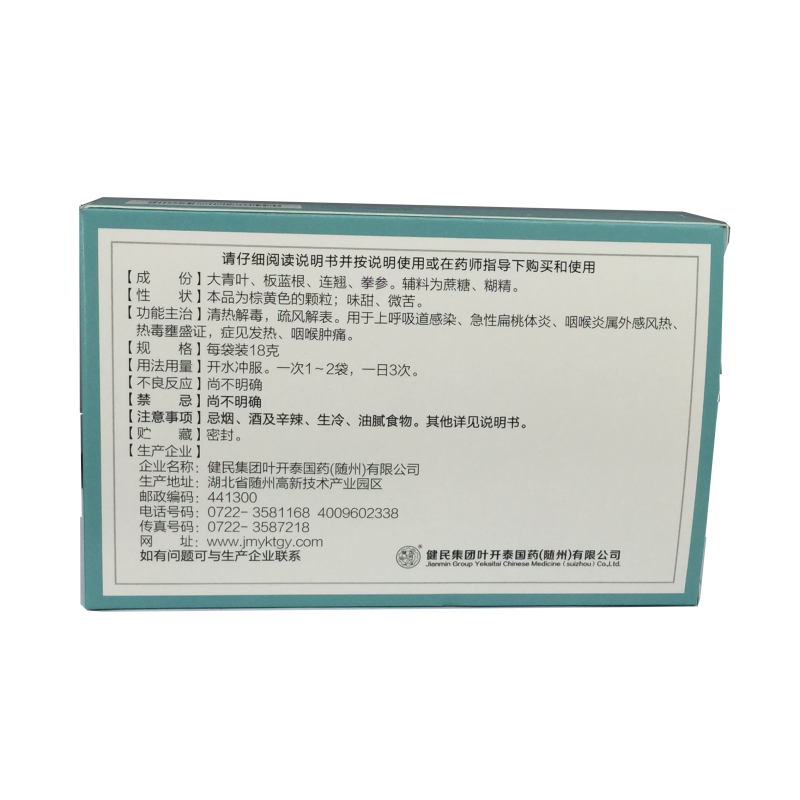 请仔细阅读说明书并按说明使用或在药师指导下购买和使用
【成　份】大青叶、板蓝根、连翘、拳参。辅料为蔗糖、糊精。
【性　状】本品为棕黄色的颗粒；味甜、微苦。
【功能主治】清热解毒，疏风解表。用于上呼吸道感染、急性扁桃体炎、咽喉炎属外感风热、
热毒壅盛证，症见发热、咽喉肿痛。
【规　格】每袋装18克
【用法用量】开水冲服。一次1~2袋，一日3次。
【不良反应】尚不明确
【禁　忌】尚不明确
【注意事项】忌烟、酒及辛辣、生冷、油腻食物。其他详见说明书。
【贮　藏】密封。
【生产企业】
企业名称：健民集团叶开泰国药(随州)有限公司
生产地址：湖北省随州高新技术产业园区
邮政编码：441300
电话号码：0722-3581168 4009602338
传真号码：0722-3587218
网　址：www.jmyktgy.com
如有问题可与生产企业联系
健民集团叶开泰国药(随州)有限公司
Jianmin Group Yekaitai Chinese Medicine (suizhou) Co.,Ltd.